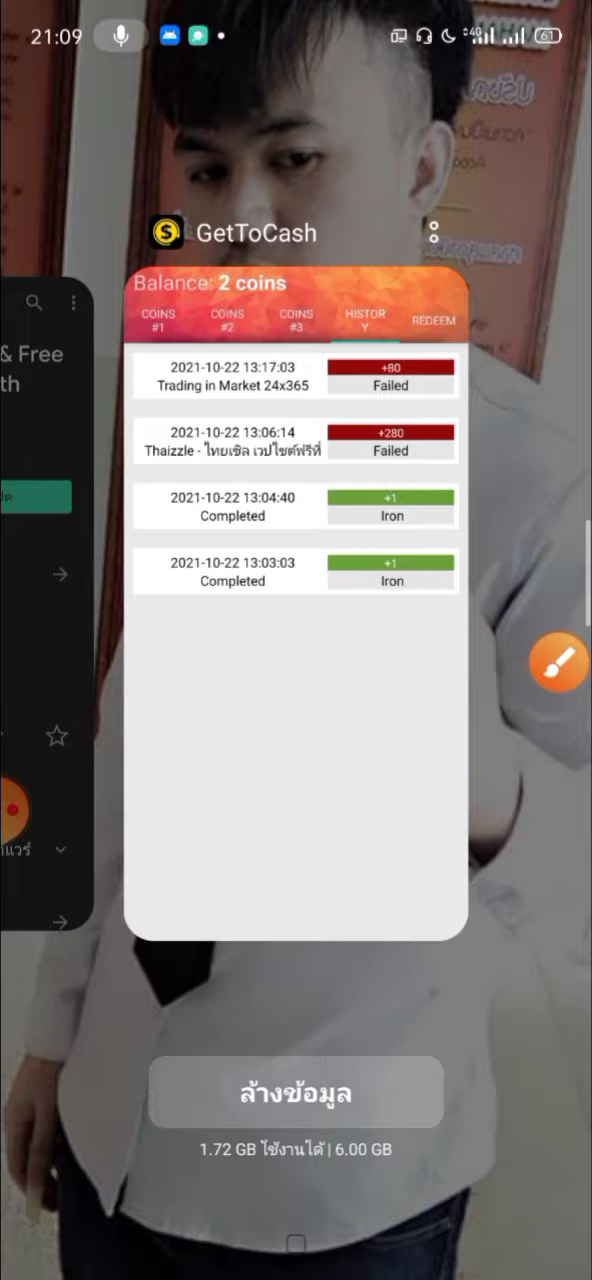 21:09
4G
61
GetToCash
Balance: 2 coins
COINS #1
COINS #2
COINS #3
HISTOR
Y
REDEEM
& Free
th
2021-10-22 13:17:03
+80
Trading in Market 24x365
Failed
2021-10-22 13:06:14
+280
Thaizzle - ไทยเซิล เวปไซต์ฟรีที่
Failed
2021-10-22 13:04:40
+1
Completed
Iron
2021-10-22 13:03:03
+1
Completed
Iron
ล้างข้อมูล
1.72 GB ใช้งานได้ | 6.00 GB